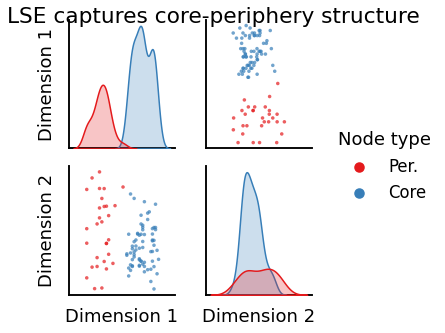 LSE captures core-periphery structure
Dimension 1
Dimension 2
Dimension 1
Dimension 2
Node type
Per.
Core